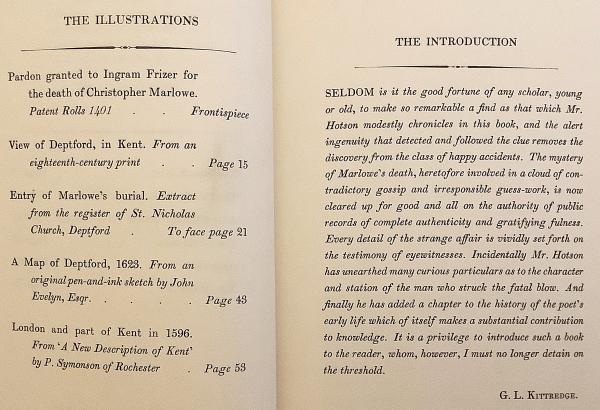 THE ILLUSTRATIONS
Pardon granted to Ingram Frizer for
the death of Christopher Marlowe.
Patent Rolls 1401 . . Frontispiece
View of Deptford, in Kent. From an
eighteenth-century print . . Page 15
Entry of Marlowe's burial. Extract
from the register of St. Nicholas
Church, Deptford . To face page 21
A Map of Deptford, 1623. From an
original pen-and-ink sketch by John
Evelyn, Esqr. . . . . Page 43
London and part of Kent in 1596.
From 'A New Description of Kent'
by P. Symonson of Rochester . Page 53
THE INTRODUCTION
SELDOM is it the good fortune of any scholar, young
or old, to make so remarkable a find as that which Mr.
Hotson modestly chronicles in this book, and the alert
ingenuity that detected and followed the clue removes the
discovery from the class of happy accidents. The mystery
of Marlowe's death, heretofore involved in a cloud of con-
tradictory gossip and irresponsible guess-work, is now
cleared up for good and all on the authority of public
records of complete authenticity and gratifying fulness.
Every detail of the strange affair is vividly set forth on
the testimony of eyewitnesses. Incidentally Mr. Hotson
has unearthed many curious particulars as to the character
and station of the man who struck the fatal blow. And
finally he has added a chapter to the history of the poet's
early life which of itself makes a substantial contribution
to knowledge. It is a privilege to introduce such a book
to the reader, whom, however, I must no longer detain on
the threshold.
G. L. KITTREDGE.